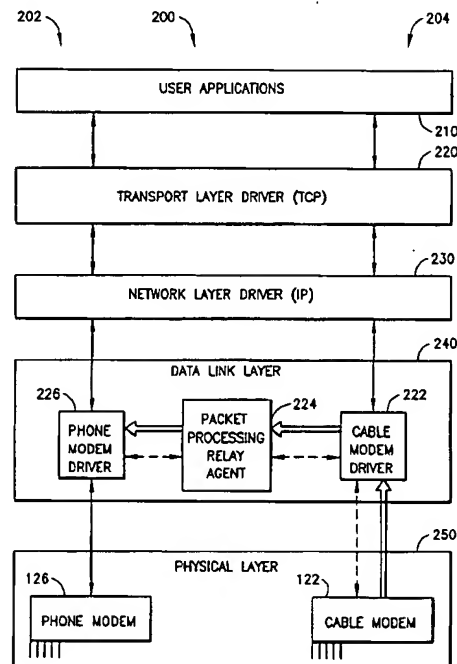 202
200
204
USER APPLICATIONS
210
220
TRANSPORT LAYER DRIVER (TCP)
230
NETWORK LAYER DRIVER (IP)
240
DATA LINK LAYER
226
224
222
PHONE
MODEM
DRIVER
PACKET
PROCESSING
RELAY
AGENT
CABLE
MODEM
DRIVER
250
PHYSICAL LAYER
126
122
PHONE MODEM
CABLE MODEM